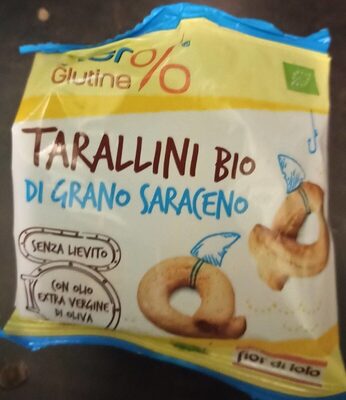 % Glutine
TARALLINI BIO
DI GRANO SARACENO
SENZA LIEVITO
CON OLIO
EXTRA VERGINE
DI OLIVA
fior di loto